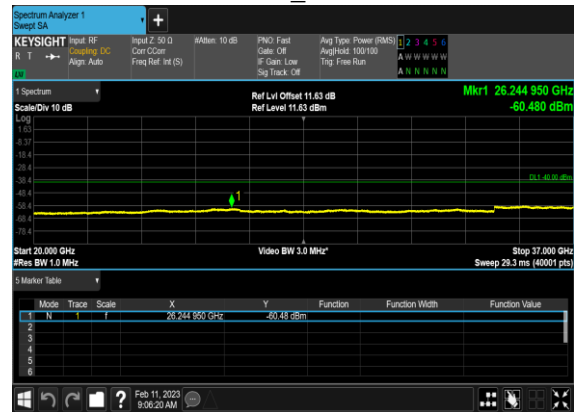 Spectrum Analyzer 1
Swept SA
+
KEYSIGHT Input: RF Input Z: 50 Ω #Atten: 10 dB PNO: Fast Avg Type: Power (RMS) 1 2 3 4 5 6
R T Coupling: DC Corr CCorr Gate: Off Avg|Hold: 100/100 A W W W W W
Align: Auto Freq Ref: Int (S) IF Gain: Low Trig: Free Run
Sig Track: Off A N N N N N
1 Spectrum Ref Lvl Offset 11.63 dB Mkr1 26.244 950 GHz
Scale/Div 10 dB Ref Level 11.63 dBm -60.480 dBm
Log
1.63
-8.37
-18.4
-28.4
-38.4 DL1 -40.00 dBm
-48.4
1
-58.4
-68.4
-78.4
Start 20.000 GHz Video BW 3.0 MHz* Stop 37.000 GHz
#Res BW 1.0 MHz Sweep 29.3 ms (40001 pts)
5 Marker Table
Mode Trace Scale X Y Function Function Width Function Value
1 N 1 f 26.244 950 GHz -60.48 dBm
2
3
4
5
6
? Feb 11, 2023
9:06:20 AM